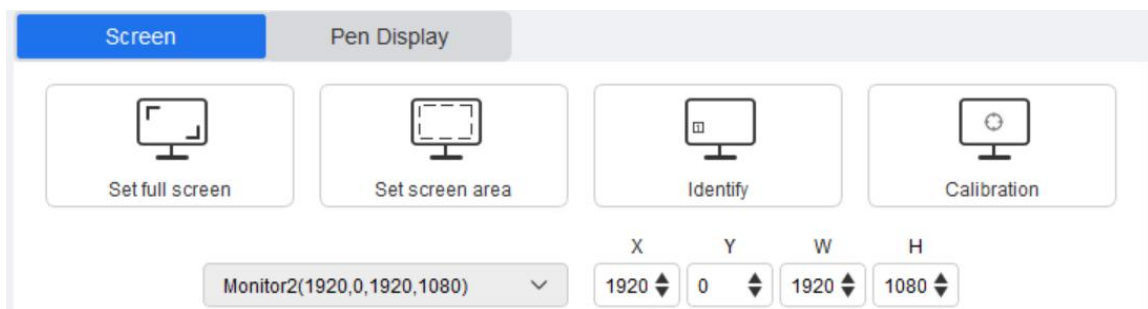 Screen Pen Display
1
Set full screen Set screen area Identify Calibration
X Y W H
Monitor2(1920,0,1920,1080) 1920 0 1920 1080